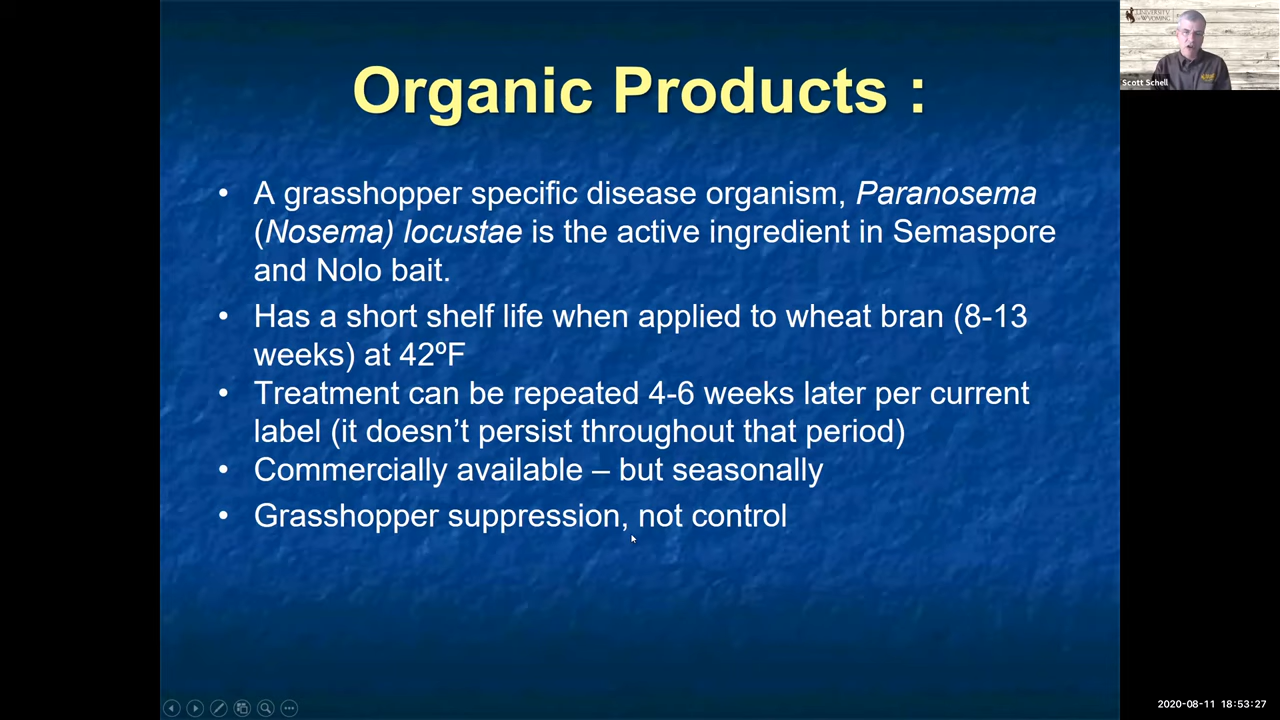 Organic Products :
• A grasshopper specific disease organism, Paranosema
(Nosema) locustae is the active ingredient in Semaspore
and Nolo bait.
• Has a short shelf life when applied to wheat bran (8-13
weeks) at 42ºF
• Treatment can be repeated 4-6 weeks later per current
label (it doesn’t persist throughout that period)
• Commercially available – but seasonally
• Grasshopper suppression, not control
UNIVERSITY
OF WYOMING
Scott Schell
2020-08-11 18:53:27